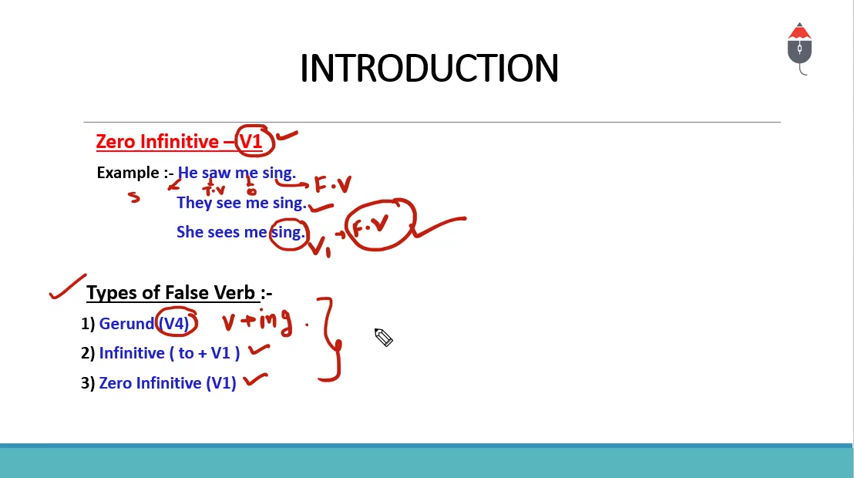 INTRODUCTION
Zero Infinitive – V1
Example :- He saw me sing.
S T.V O F.V
They see me sing.
She sees me sing.
V1 → F.V
Types of False Verb :-
1) Gerund (V4) V + ing.
2) Infinitive ( to + V1 )
3) Zero Infinitive (V1)